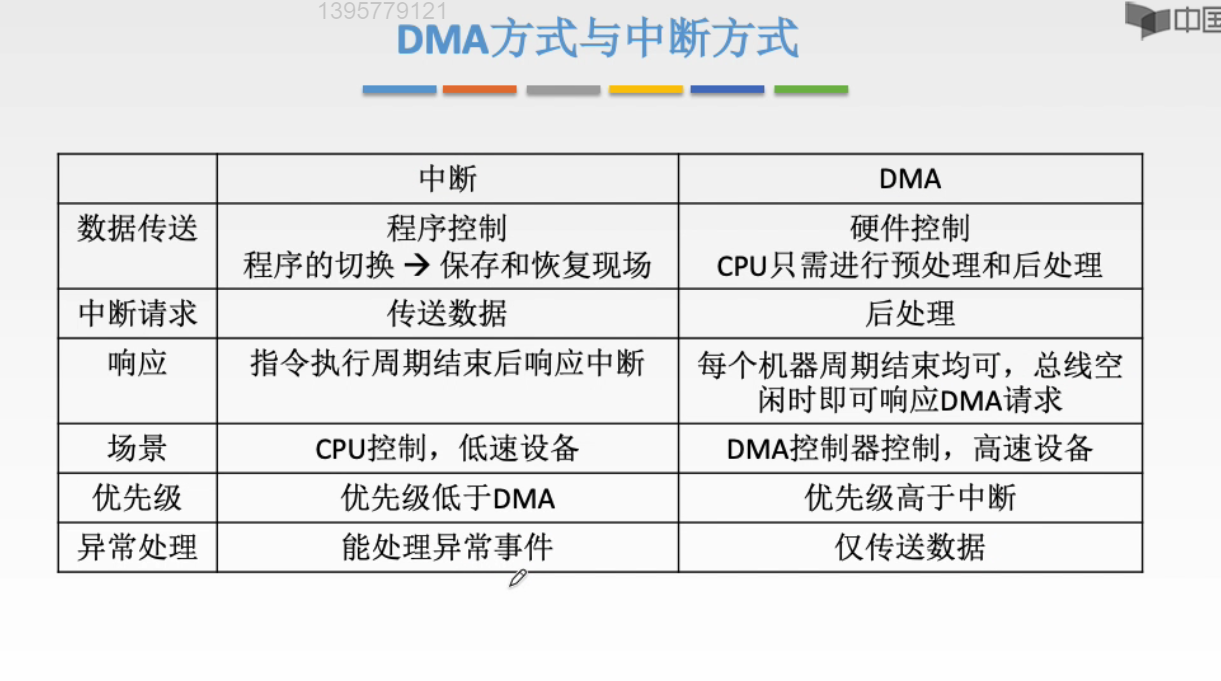 1395779121
中国
DMA方式与中断方式
中断
DMA
数据传送
程序控制
程序的切换 → 保存和恢复现场
硬件控制
CPU只需进行预处理和后处理
中断请求
传送数据
后处理
响应
指令执行周期结束后响应中断
每个机器周期结束均可，总线空
闲时即可响应DMA请求
场景
CPU控制，低速设备
DMA控制器控制，高速设备
优先级
优先级低于DMA
优先级高于中断
异常处理
能处理异常事件
仅传送数据